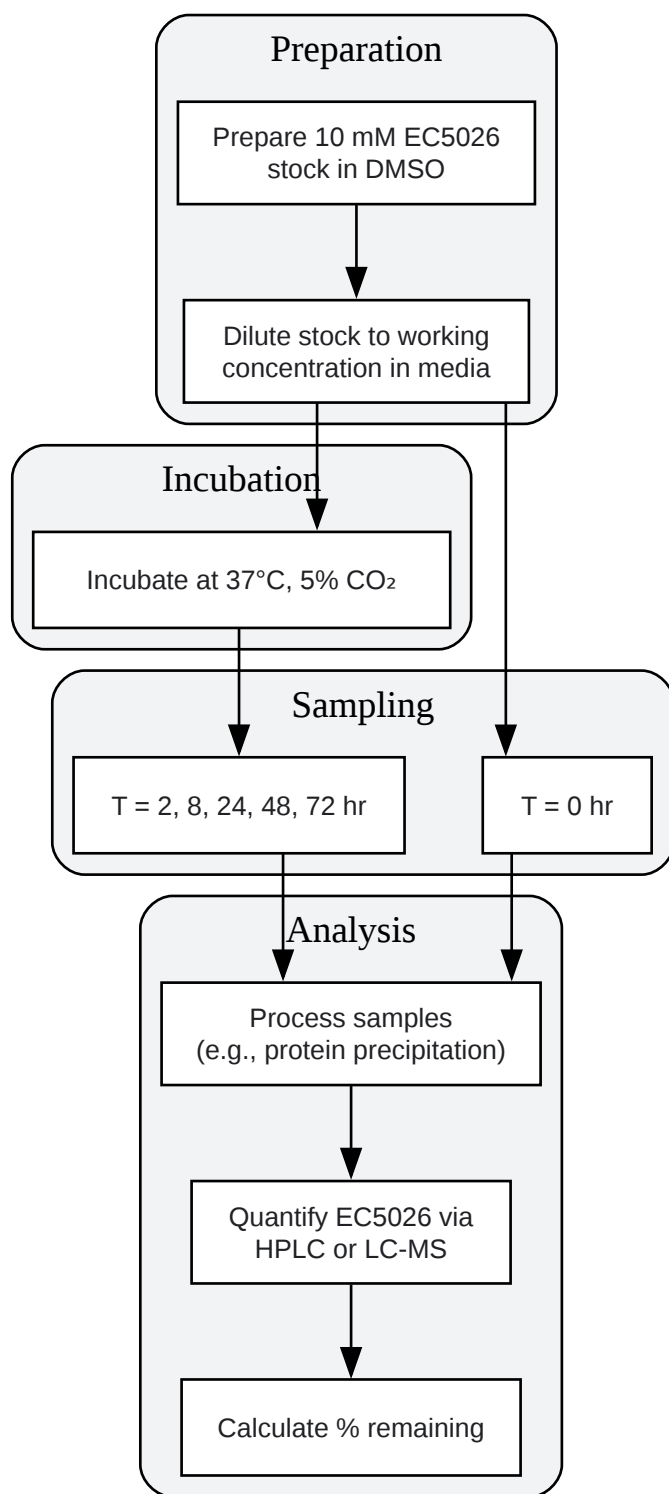 Preparation
Prepare 10 mM EC5026
stock in DMSO
Dilute stock to working
concentration in media
Incubation
Incubate at 37°C, 5% CO₂
Sampling
T = 2, 8, 24, 48, 72 hr
T = 0 hr
Analysis
Process samples
(e.g., protein precipitation)
Quantify EC5026 via
HPLC or LC-MS
Calculate % remaining